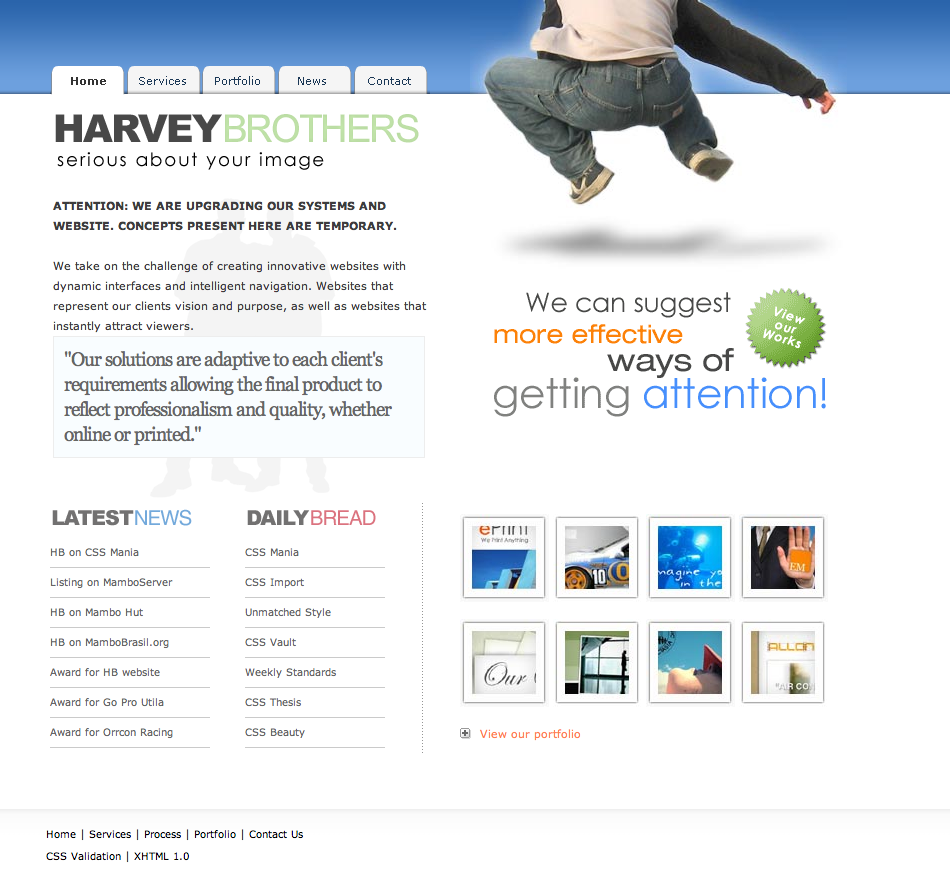 Home
Services
Portfolio
News
Contact
HARVEYBROTHERS
serious about your image
ATTENTION: WE ARE UPGRADING OUR SYSTEMS AND
WEBSITE. CONCEPTS PRESENT HERE ARE TEMPORARY.
We take on the challenge of creating innovative websites with
dynamic interfaces and intelligent navigation. Websites that
represent our clients vision and purpose, as well as websites that
instantly attract viewers.
"Our solutions are adaptive to each client's
requirements allowing the final product to
reflect professionalism and quality, whether
online or printed."
We can suggest
more effective
ways of
getting attention!
View
our
Works
LATESTNEWS
HB on CSS Mania
Listing on MamboServer
HB on Mambo Hut
HB on MamboBrasil.org
Award for HB website
Award for Go Pro Utila
Award for Orrcon Racing
DAILYBREAD
CSS Mania
CSS Import
Unmatched Style
CSS Vault
Weekly Standards
CSS Thesis
CSS Beauty
ePrint
We Print Anything.
10
magine yo
in the
EM
Our
ALLAN
"AIR CO
View our portfolio
Home | Services | Process | Portfolio | Contact Us
CSS Validation | XHTML 1.0